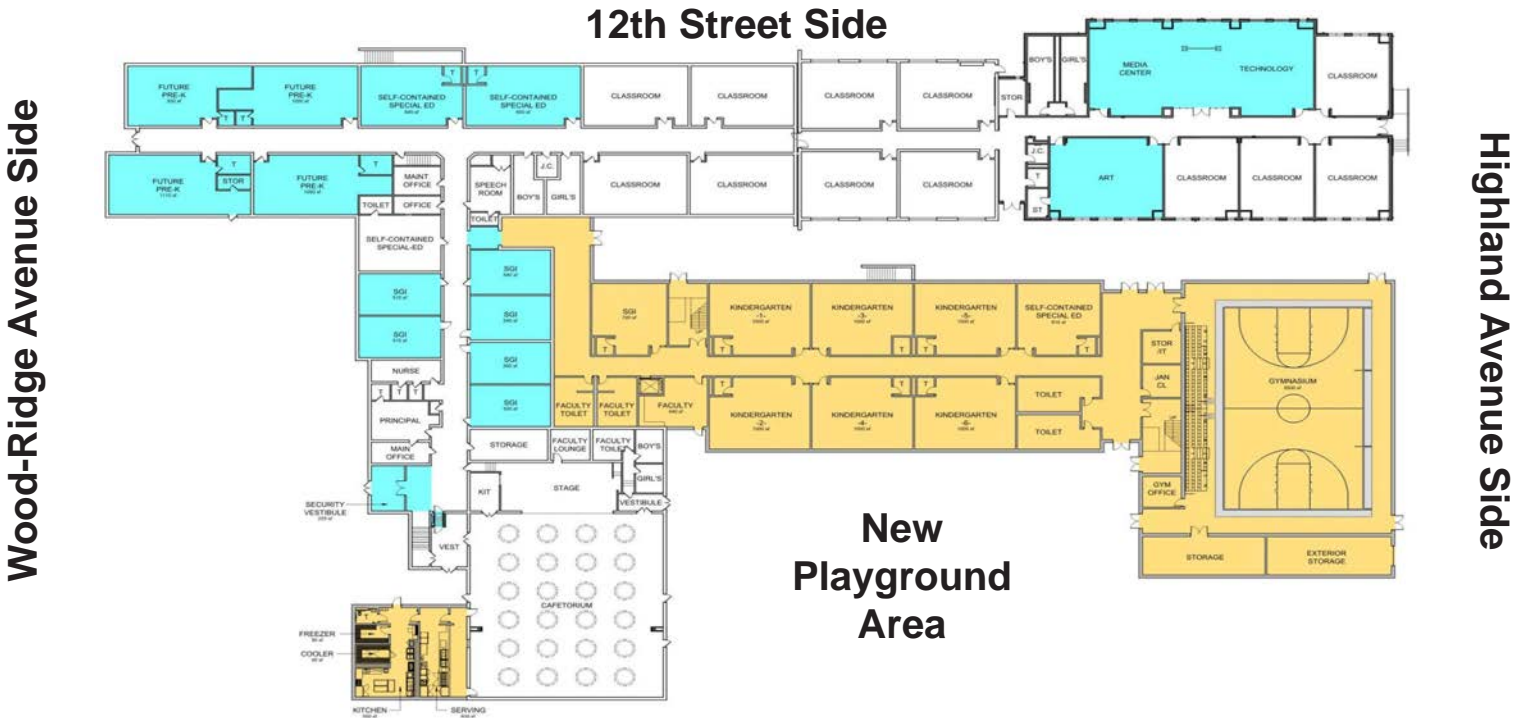 12th Street Side
Wood-Ridge Avenue Side
Highland Avenue Side
FUTURE
PRE-K
FUTURE
PRE-K
T
T
SELF-CONTAINED
SPECIAL ED
T
T
SELF-CONTAINED
SPECIAL ED
CLASSROOM
CLASSROOM
CLASSROOM
CLASSROOM
STOR
BOY'S
GIRL'S
MEDIA
CENTER
TECHNOLOGY
CLASSROOM
FUTURE
PRE-K
T
STOR
FUTURE
PRE-K
T
MAINT
OFFICE
TOILET
OFFICE
SPEECH
ROOM
TOILET
BOY'S
J.C.
GIRL'S
CLASSROOM
CLASSROOM
CLASSROOM
CLASSROOM
J.C.
T
ST
ART
CLASSROOM
CLASSROOM
CLASSROOM
SELF-CONTAINED
SPECIAL-ED
SGI
SGI
SGI
SGI
SGI
SGI
SGI
T
KINDERGARTEN
-1-
T
KINDERGARTEN
-3-
T
KINDERGARTEN
-5-
T
SELF-CONTAINED
SPECIAL ED
T
STOR
/IT
JAN
CL
GYMNASIUM
NURSE
T
T
T
PRINCIPAL
MAIN
OFFICE
FACULTY
TOILET
FACULTY
TOILET
FACULTY
T
KINDERGARTEN
-2-
T
KINDERGARTEN
-4-
T
KINDERGARTEN
-6-
TOILET
TOILET
STORAGE
FACULTY
LOUNGE
FACULTY
TOILET
BOY'S
GIRL'S
VESTIBULE
KIT
STAGE
SECURITY
VESTIBULE
VEST
GYM
OFFICE
STORAGE
EXTERIOR
STORAGE
New
Playground
Area
CAFETORIUM
FREEZER
COOLER
KITCHEN
SERVING